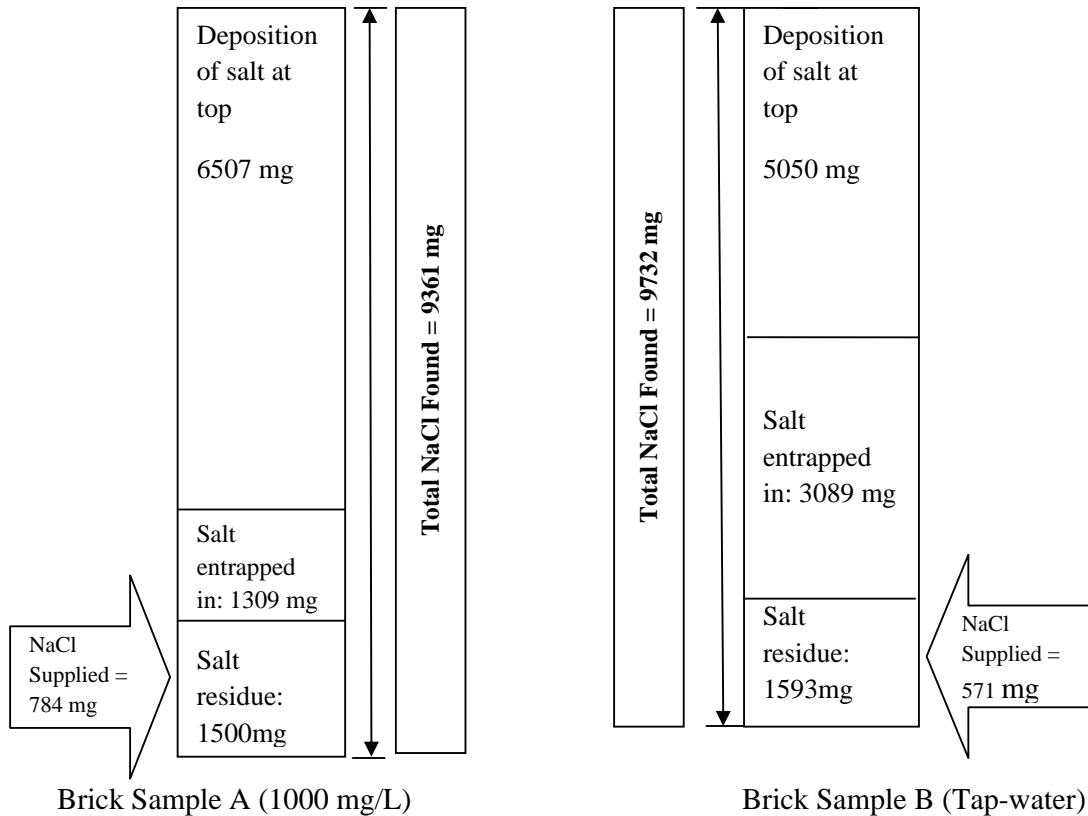 Deposition
of salt at
top
6507 mg
Salt
entrapped
in: 1309 mg
Salt
residue:
1500mg
NaCl
Supplied =
784 mg
Total NaCl Found = 9361 mg
Brick Sample A (1000 mg/L)
Total NaCl Found = 9732 mg
Deposition
of salt at
top
5050 mg
Salt
entrapped
in: 3089 mg
Salt
residue:
1593mg
NaCl
Supplied =
571 mg
Brick Sample B (Tap-water)